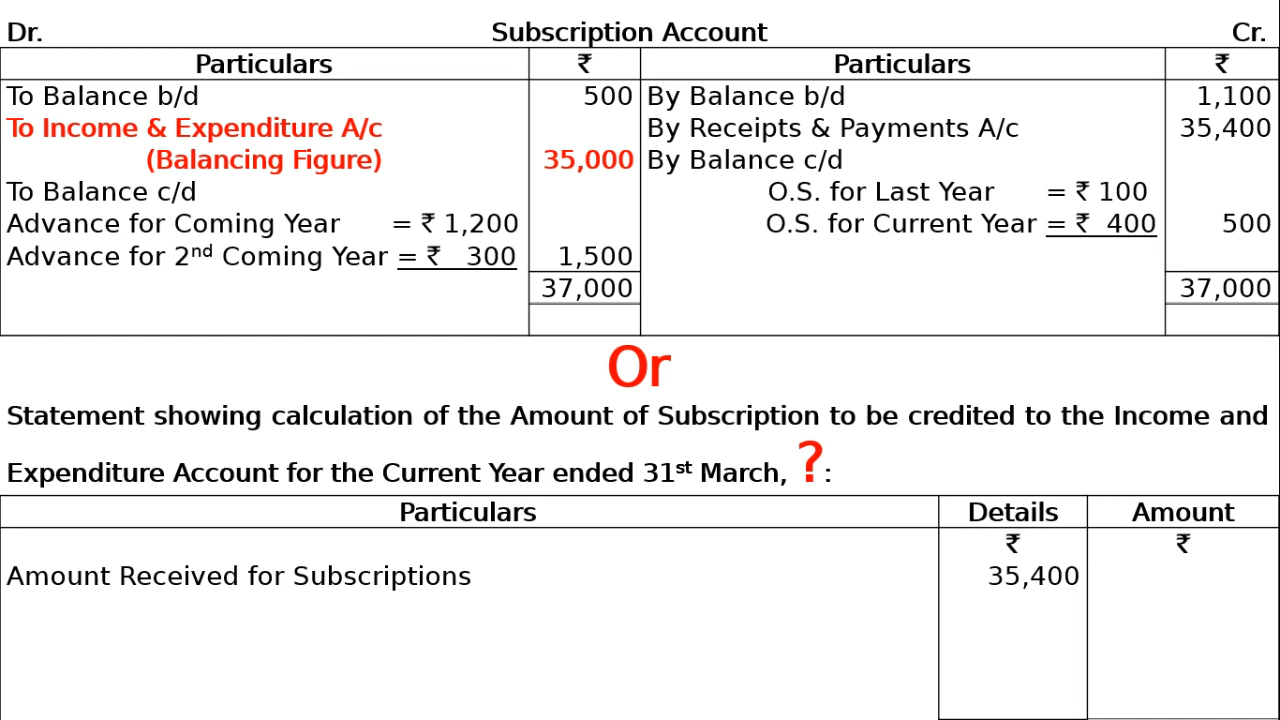 Dr. Subscription Account Cr.
Particulars ₹ Particulars ₹
To Balance b/d 500 By Balance b/d 1,100
To Income & Expenditure A/c By Receipts & Payments A/c 35,400
(Balancing Figure) 35,000 By Balance c/d
To Balance c/d O.S. for Last Year = ₹ 100
Advance for Coming Year = ₹ 1,200 O.S. for Current Year = ₹ 400 500
Advance for 2nd Coming Year = ₹ 300 1,500
37,000 37,000
Or
Statement showing calculation of the Amount of Subscription to be credited to the Income and
Expenditure Account for the Current Year ended 31st March, ? :
Particulars Details Amount
₹ ₹
Amount Received for Subscriptions 35,400